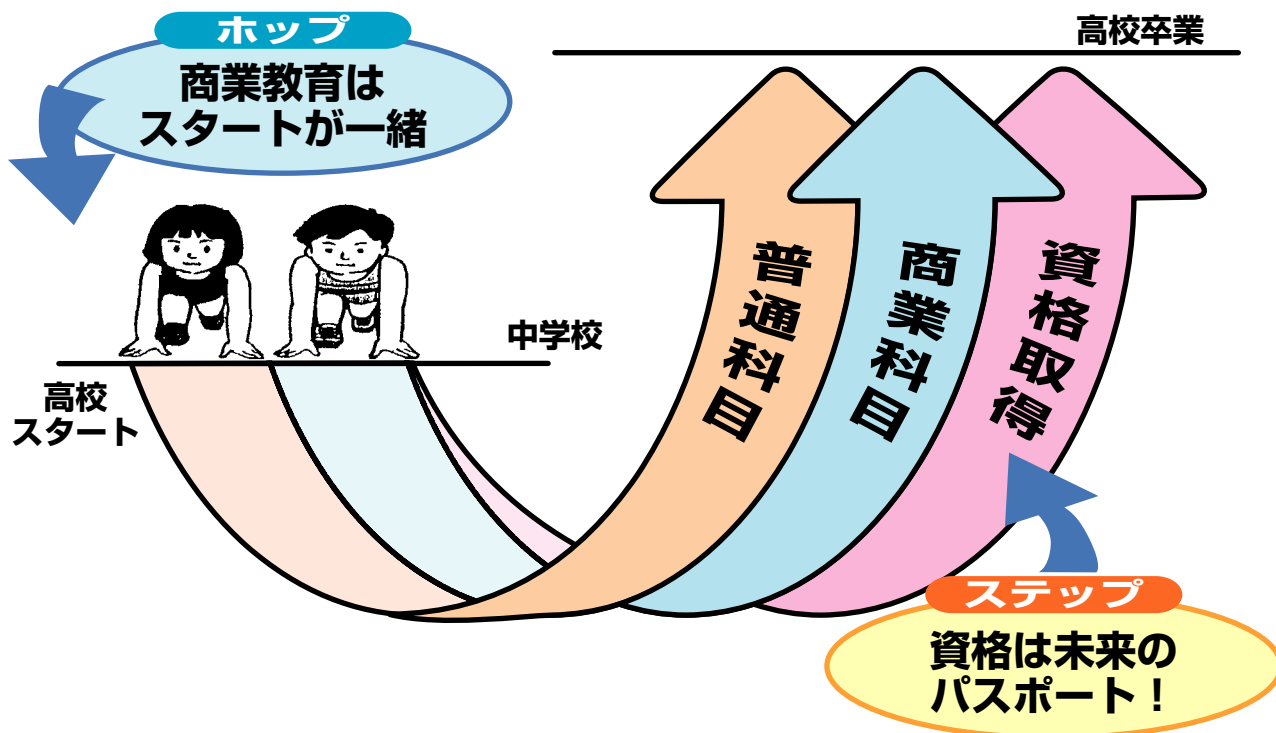 ホップ
商業教育は
スタートが一緒
高校卒業
中学校
高校
スタート
普通科目
商業科目
資格取得
ステップ
資格は未来の
パスポート！